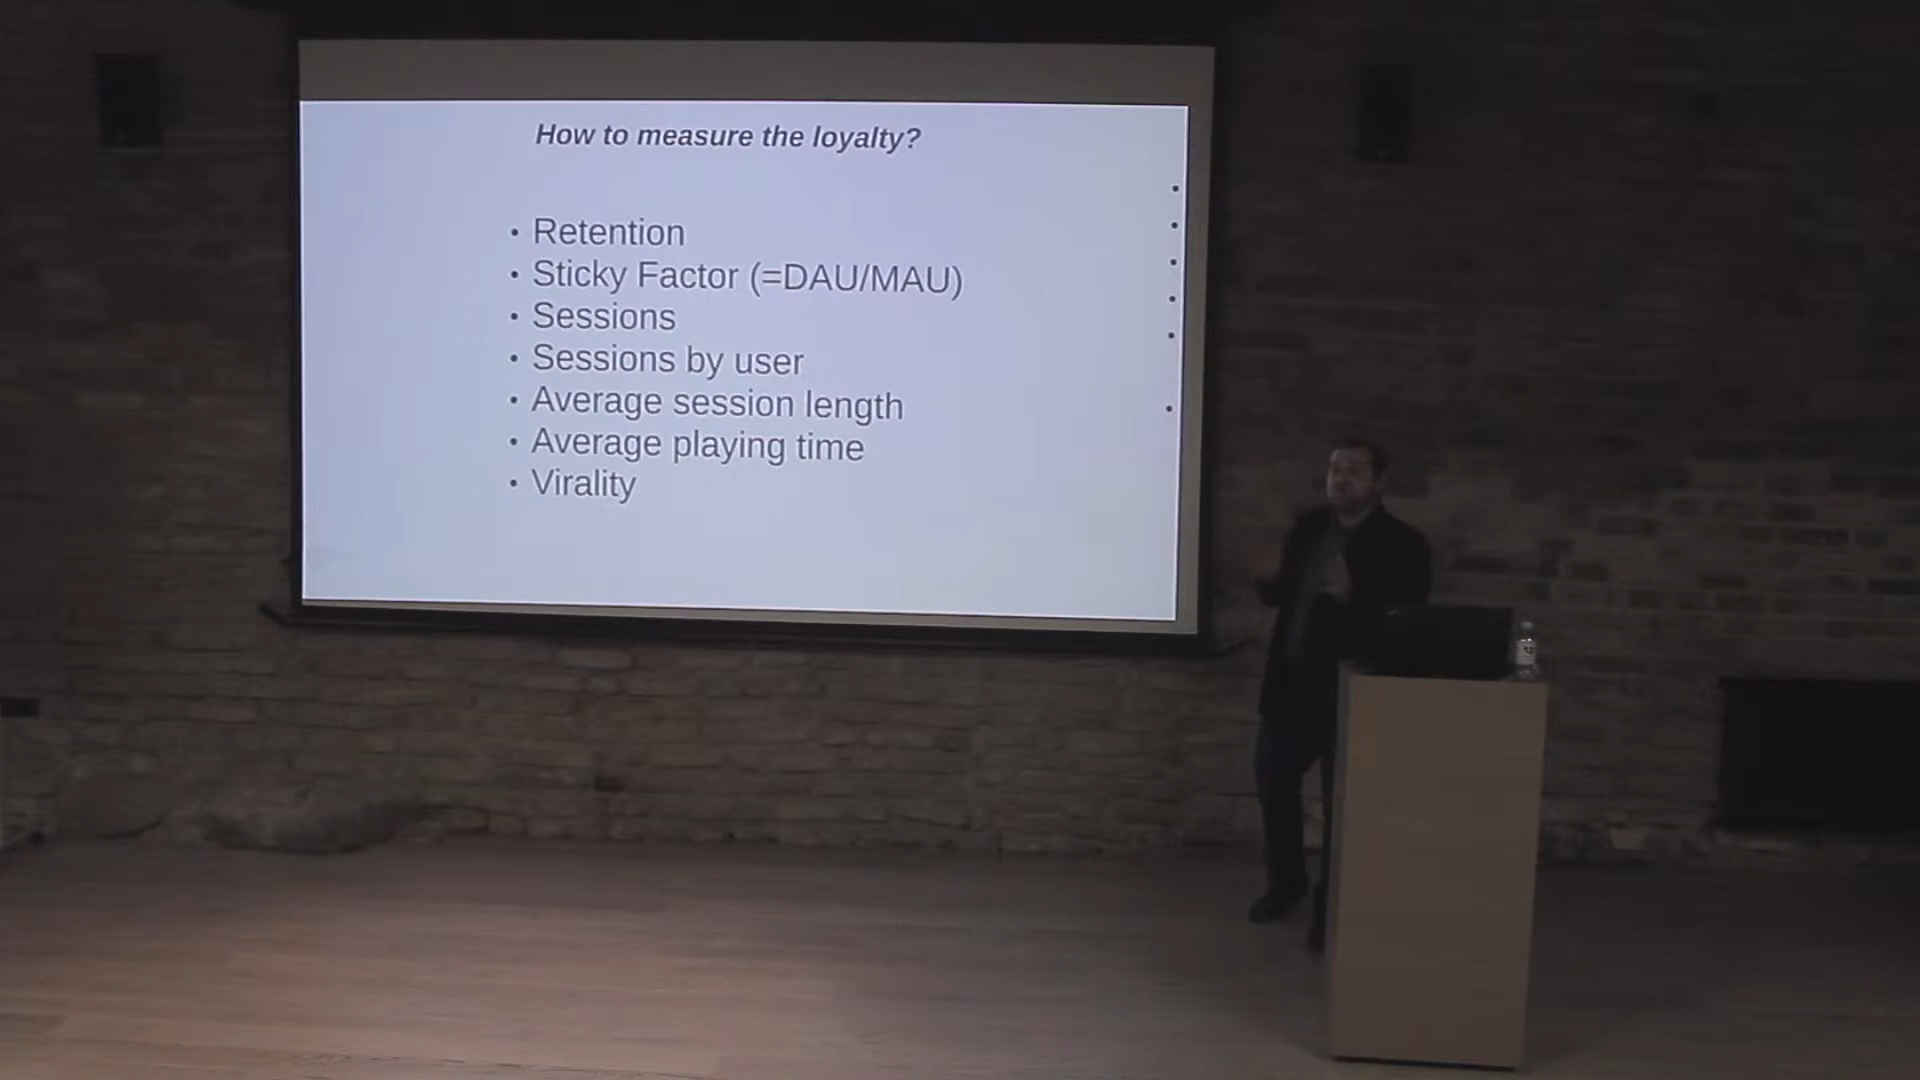 How to measure the loyalty?
• Retention
• Sticky Factor (=DAU/MAU)
• Sessions
• Sessions by user
• Average session length
• Average playing time
• Virality